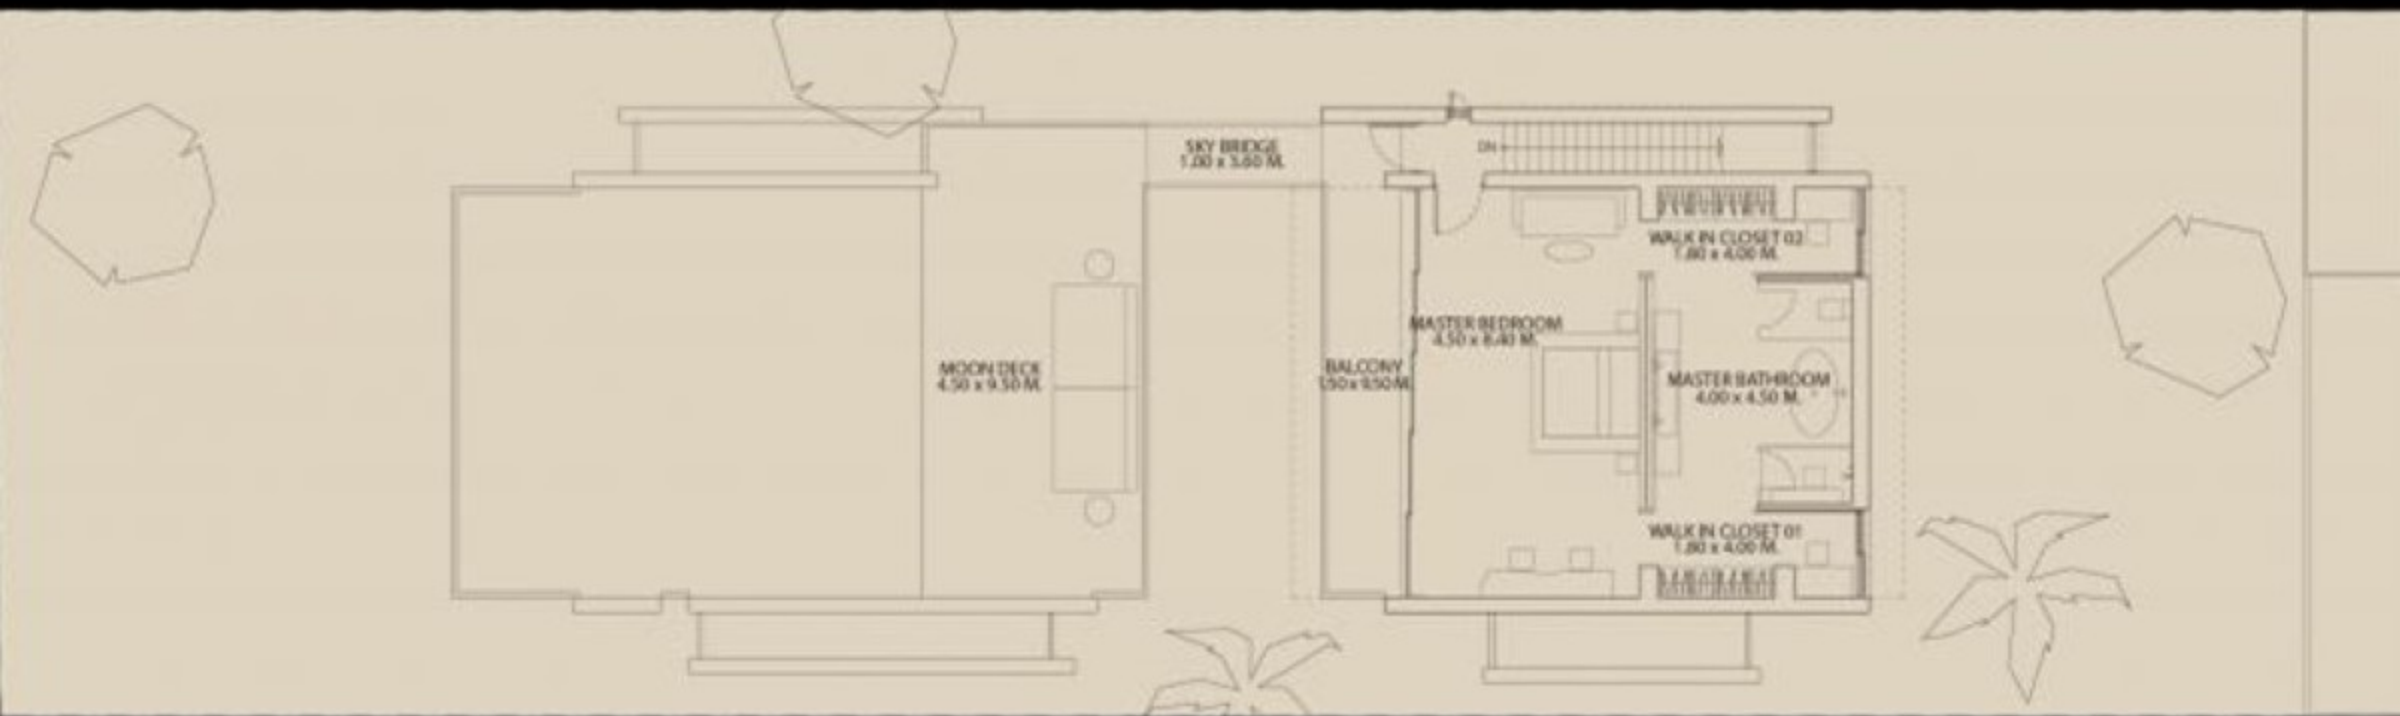 SKY BRIDGE
1.00 x 3.60 M.
DN
WALK IN CLOSET 02
1.80 x 4.00 M.
MASTER BEDROOM
4.50 x 8.40 M.
MOON DECK
4.50 x 9.50 M.
BALCONY
1.50 x 9.50 M.
MASTER BATHROOM
4.00 x 4.50 M.
WALK IN CLOSET 01
1.80 x 4.00 M.